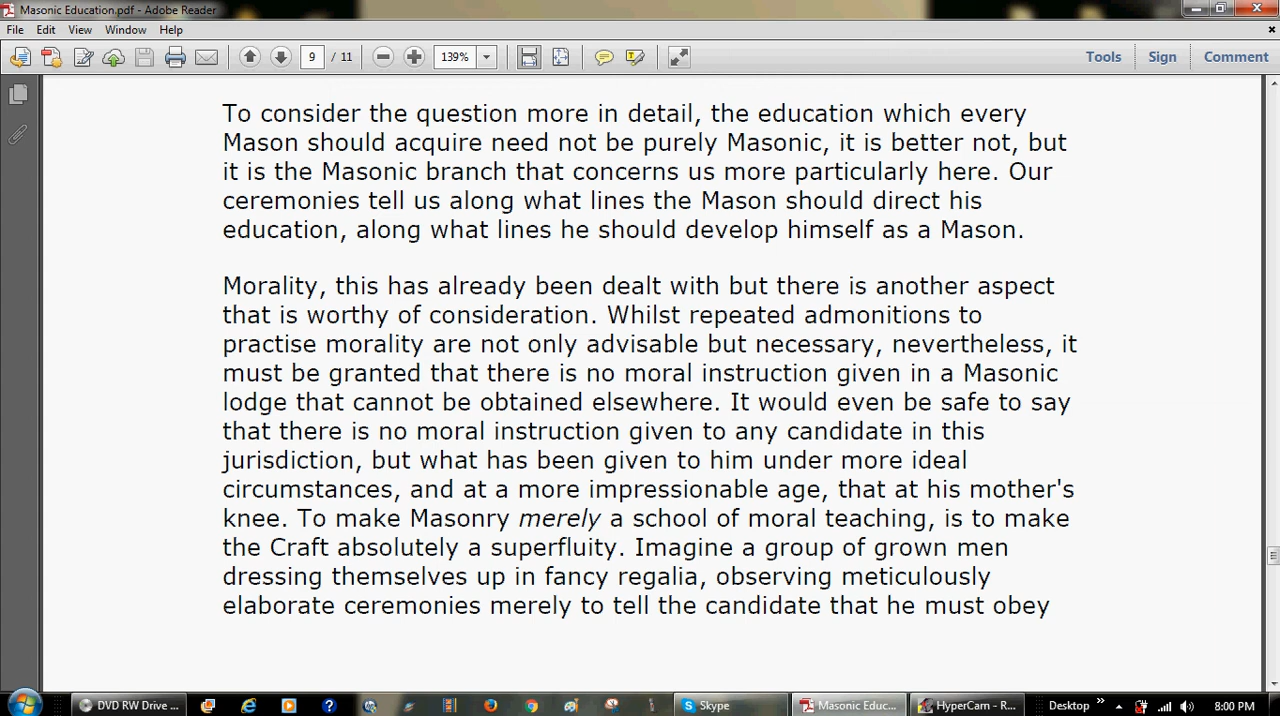 Masonic Education.pdf - Adobe Reader
File Edit View Window Help
9 / 11 139% Tools Sign Comment
To consider the question more in detail, the education which every
Mason should acquire need not be purely Masonic, it is better not, but
it is the Masonic branch that concerns us more particularly here. Our
ceremonies tell us along what lines the Mason should direct his
education, along what lines he should develop himself as a Mason.
Morality, this has already been dealt with but there is another aspect
that is worthy of consideration. Whilst repeated admonitions to
practise morality are not only advisable but necessary, nevertheless, it
must be granted that there is no moral instruction given in a Masonic
lodge that cannot be obtained elsewhere. It would even be safe to say
that there is no moral instruction given to any candidate in this
jurisdiction, but what has been given to him under more ideal
circumstances, and at a more impressionable age, that at his mother's
knee. To make Masonry merely a school of moral teaching, is to make
the Craft absolutely a superfluity. Imagine a group of grown men
dressing themselves up in fancy regalia, observing meticulously
elaborate ceremonies merely to tell the candidate that he must obey
DVD RW Drive ... Skype Masonic Educ... HyperCam - R... Desktop 8:00 PM